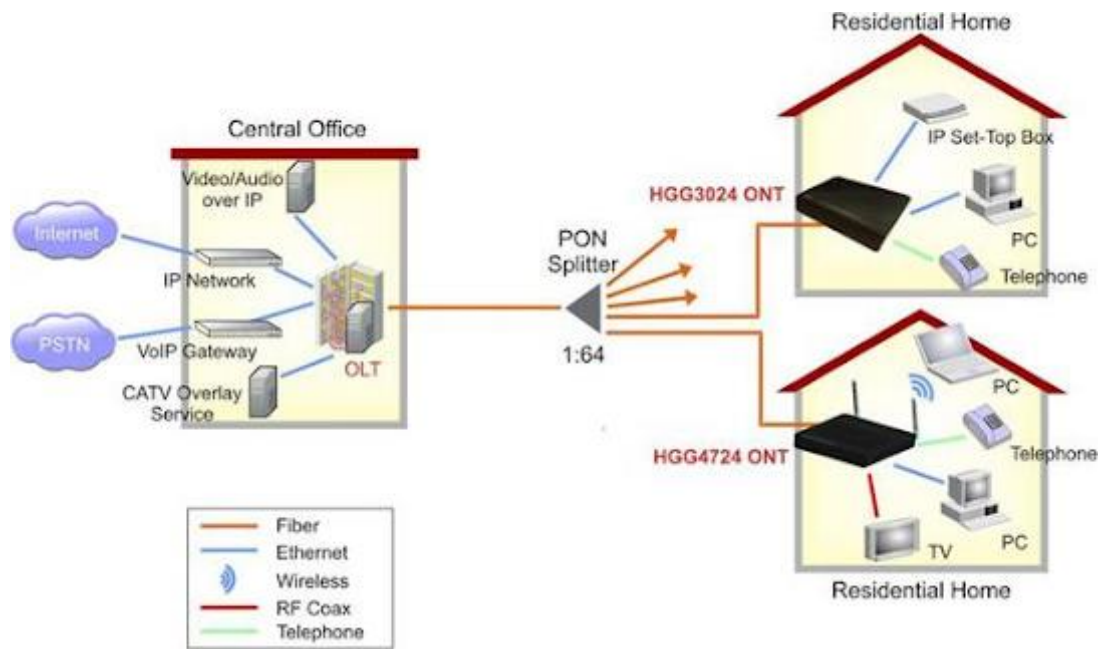 Residential Home
Central Office
Video/Audio
over IP
Internet
IP Network
PSTN
VoIP Gateway
OLT
CATV Overlay
Service
PON
Splitter
1:64
HGG3024 ONT
IP Set-Top Box
PC
Telephone
HGG4724 ONT
PC
Telephone
PC
TV
Residential Home
Fiber
Ethernet
Wireless
RF Coax
Telephone